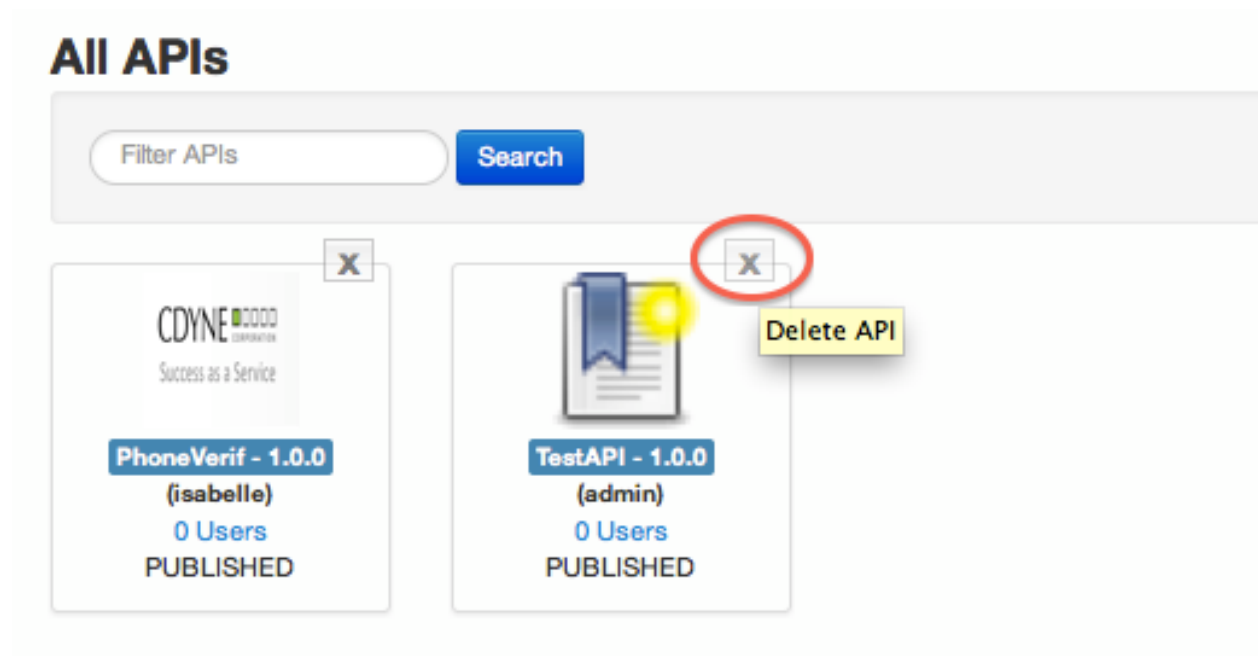 All APIs
Filter APIs
Search
x
x
Delete API
CDYNE
CORPORATION
Success as a Service
PhoneVerif - 1.0.0
(isabelle)
0 Users
PUBLISHED
TestAPI - 1.0.0
(admin)
0 Users
PUBLISHED